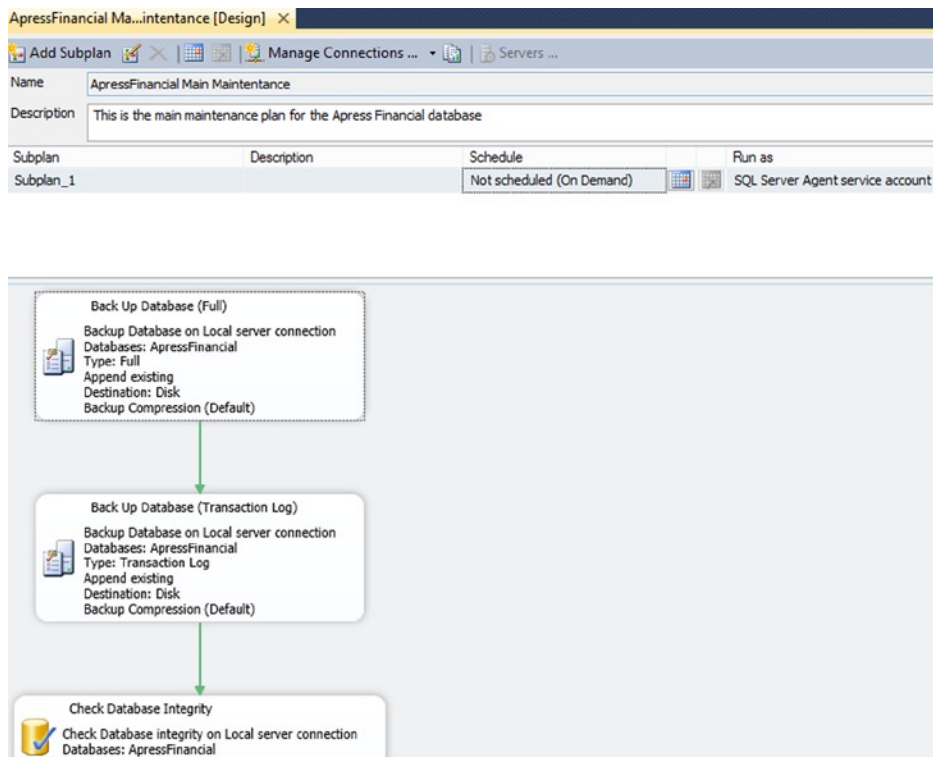 ApressFinancial Ma...intentance [Design]
Add Subplan Manage Connections ... Servers ...
Name ApressFinancial Main Maintentance
Description This is the main maintenance plan for the Apress Financial database
Subplan Description Schedule Run as
Subplan_1 Not scheduled (On Demand) SQL Server Agent service account
Back Up Database (Full)
Backup Database on Local server connection
Databases: ApressFinancial
Type: Full
Append existing
Destination: Disk
Backup Compression (Default)
Back Up Database (Transaction Log)
Backup Database on Local server connection
Databases: ApressFinancial
Type: Transaction Log
Append existing
Destination: Disk
Backup Compression (Default)
Check Database Integrity
Check Database integrity on Local server connection
Databases: ApressFinancial